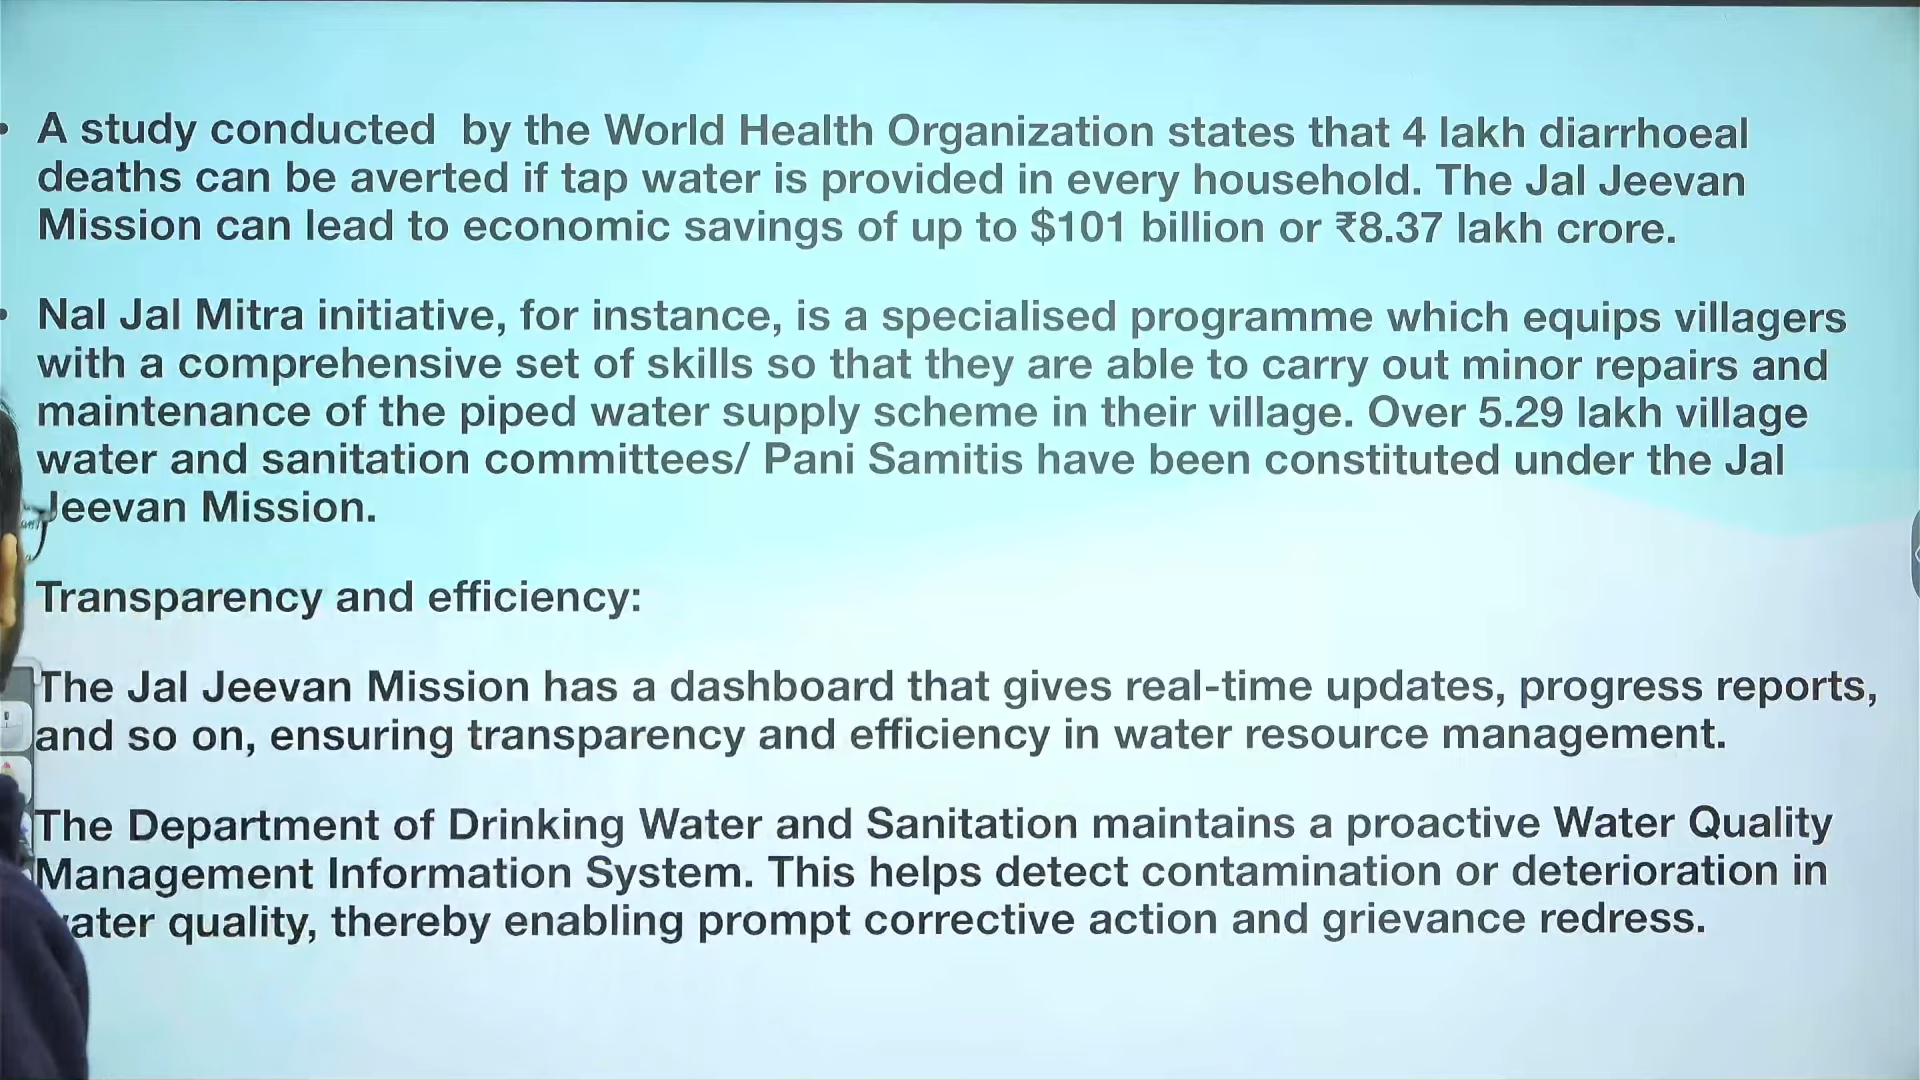 • A study conducted by the World Health Organization states that 4 lakh diarrhoeal
deaths can be averted if tap water is provided in every household. The Jal Jeevan
Mission can lead to economic savings of up to $101 billion or ₹8.37 lakh crore.
• Nal Jal Mitra initiative, for instance, is a specialised programme which equips villagers
with a comprehensive set of skills so that they are able to carry out minor repairs and
maintenance of the piped water supply scheme in their village. Over 5.29 lakh village
water and sanitation committees/ Pani Samitis have been constituted under the Jal
Jeevan Mission.
Transparency and efficiency:
The Jal Jeevan Mission has a dashboard that gives real-time updates, progress reports,
and so on, ensuring transparency and efficiency in water resource management.
The Department of Drinking Water and Sanitation maintains a proactive Water Quality
Management Information System. This helps detect contamination or deterioration in
ater quality, thereby enabling prompt corrective action and grievance redress.